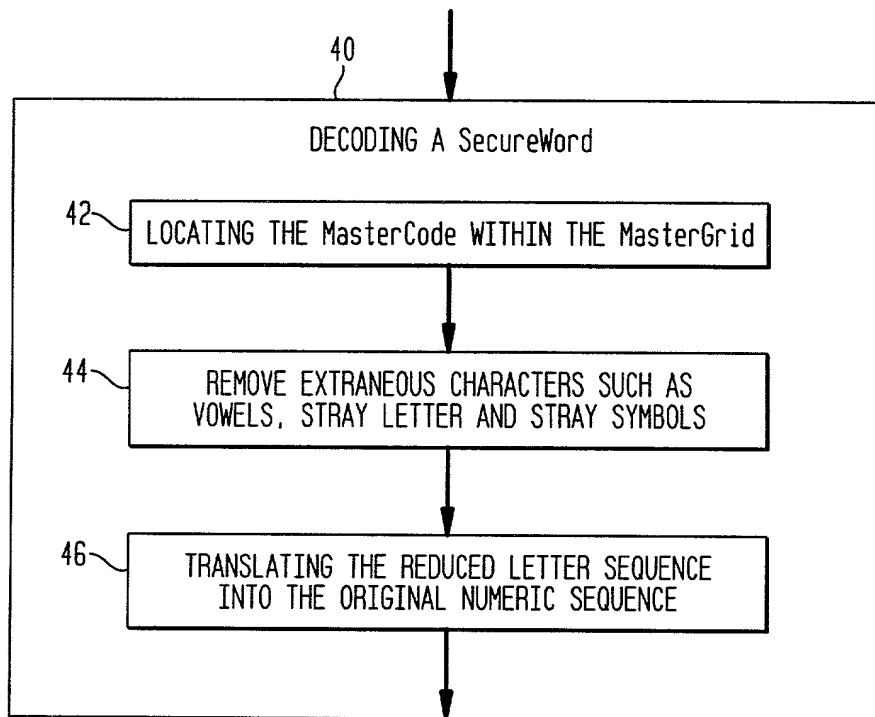 40
DECODING A SecureWord
42
LOCATING THE MasterCode WITHIN THE MasterGrid
44
REMOVE EXTRANEOUS CHARACTERS SUCH AS
VOWELS, STRAY LETTER AND STRAY SYMBOLS
46
TRANSLATING THE REDUCED LETTER SEQUENCE
INTO THE ORIGINAL NUMERIC SEQUENCE